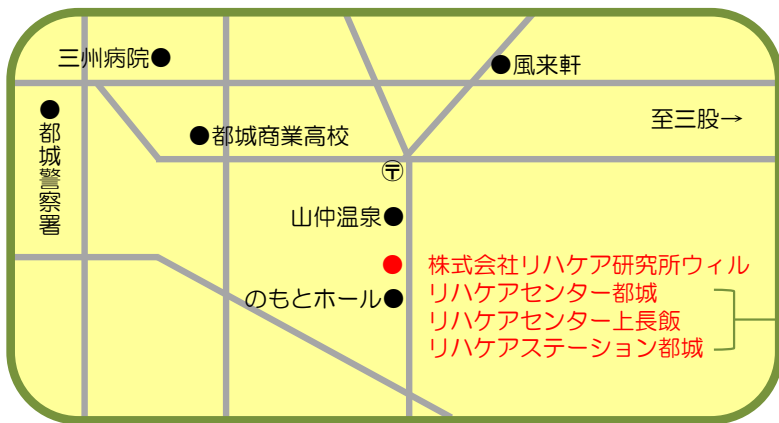 三州病院●
●風来軒
●
都城警察署
●都城商業高校
至三股→
〒
山仲温泉●
● 株式会社リハケア研究所ウィル
のもとホール●
リハケアセンター都城
リハケアセンター上長飯
リハケアステーション都城